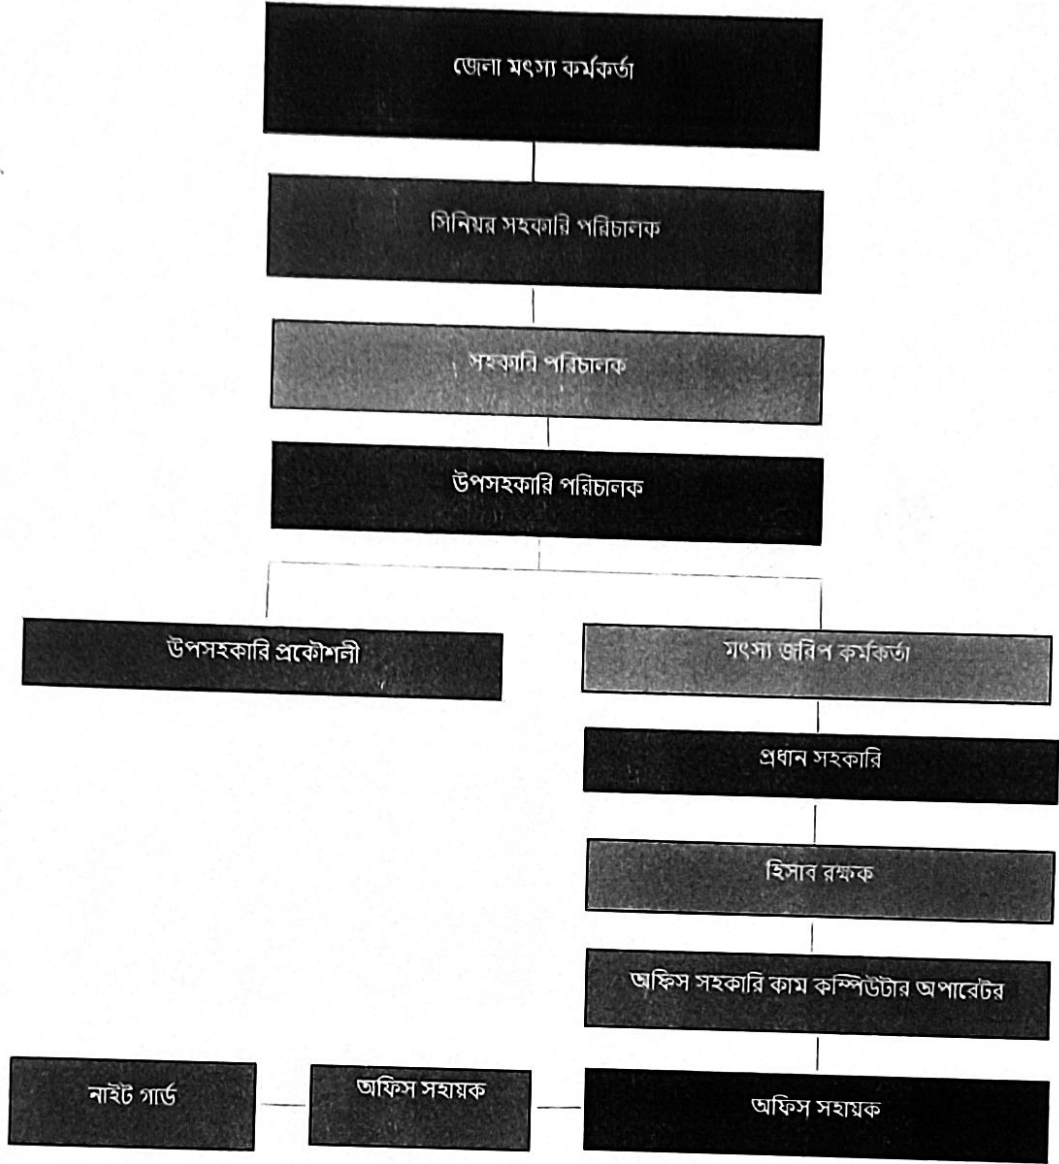 জেলা মৎস্য কর্মকর্তা
সিনিয়র সহকারি পরিচালক
সহকারি পরিচালক
উপসহকারি পরিচালক
উপসহকারি প্রকৌশলী
মৎস্য জরিপ কর্মকর্তা
প্রধান সহকারি
হিসাব রক্ষক
অফিস সহকারি কাম কম্পিউটার অপারেটর
নাইট গার্ড
অফিস সহায়ক
অফিস সহায়ক